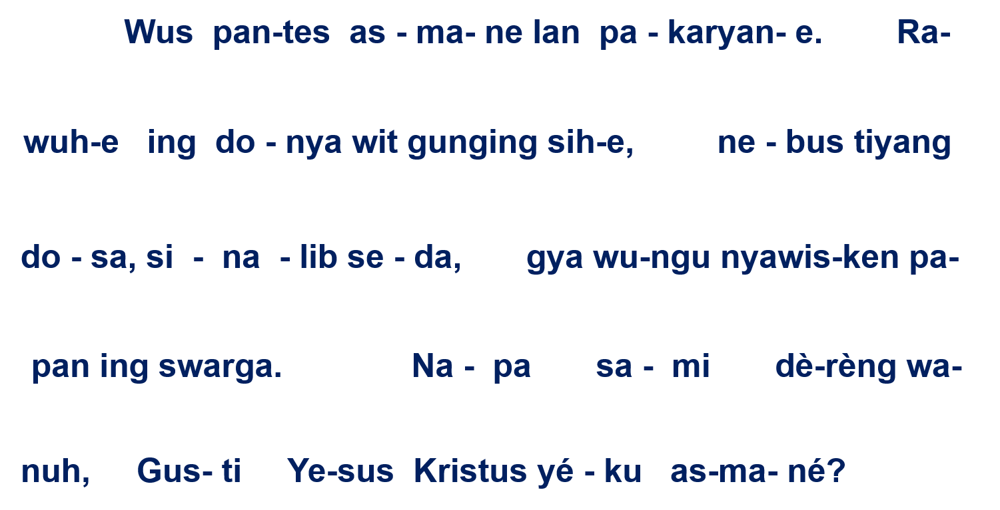 Wus pan-tes as - ma- ne lan pa - karyan- e. Ra-
wuh-e ing do - nya wit gunging sih-e, ne - bus tiyang
do - sa, si - na - lib se - da, gya wu-ngu nyawis-ken pa-
pan ing swarga. Na - pa sa - mi dè-rèng wa-
nuh, Gus- ti Ye-sus Kristus yé - ku as-ma- né?